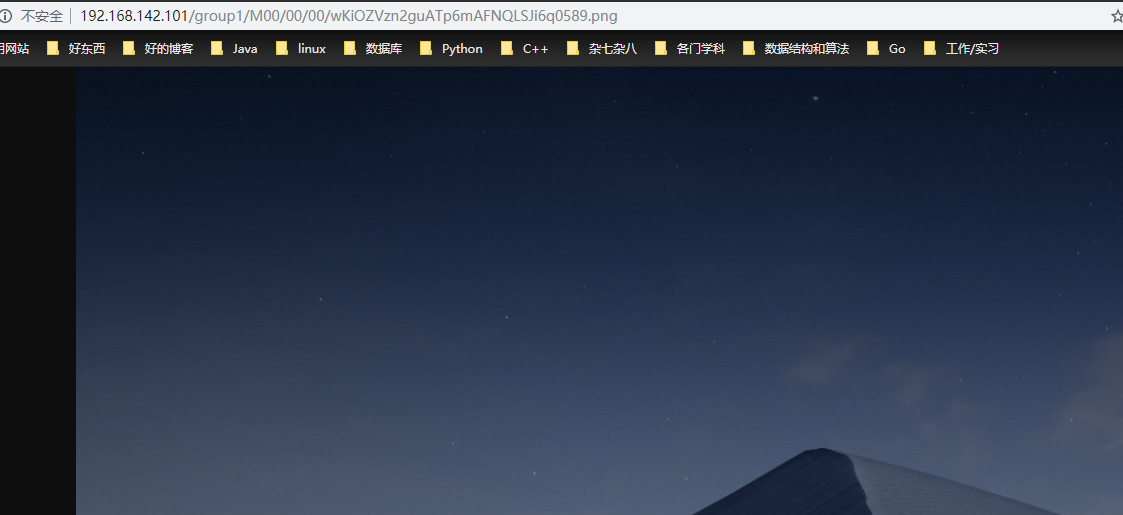 不安全 192.168.142.101/group1/M00/00/00/wKiOZVzn2guATp6mAFNQLSJi6q0589.png
用网站 好东西 好的博客 Java linux 数据库 Python C++ 杂七杂八 各门学科 数据结构和算法 Go 工作/实习